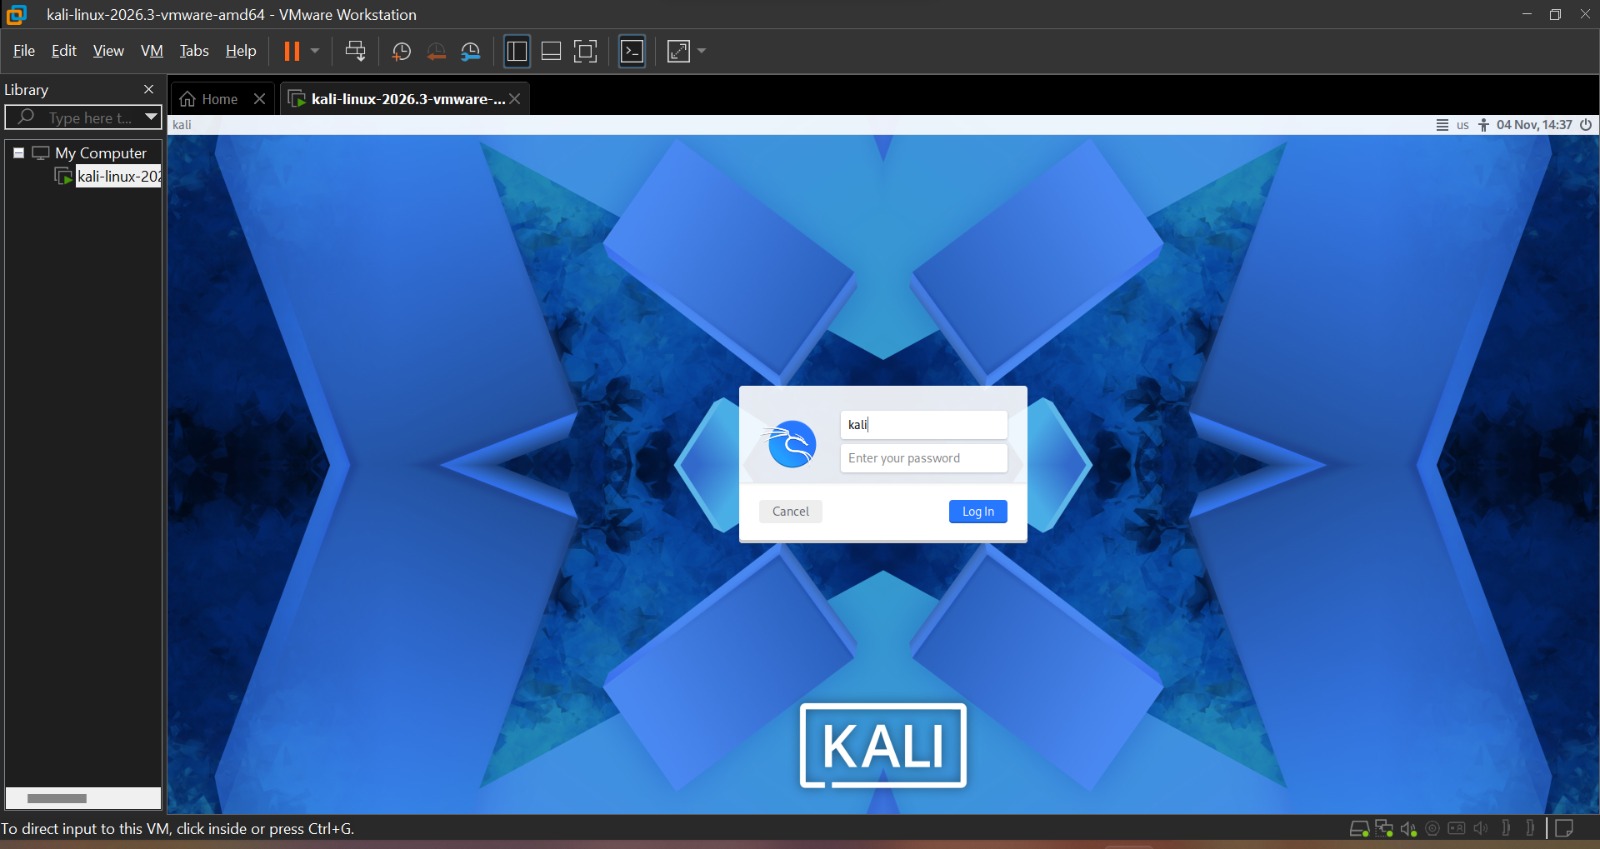 kali-linux-2026.3-vmware-amd64 - VMware Workstation
File Edit View VM Tabs Help
Library
Type here t...
My Computer
kali-linux-202
Home
kali-linux-2026.3-vmware-...
kali
us 04 Nov, 14:37
kali
Enter your password
Cancel Log In
KALI
To direct input to this VM, click inside or press Ctrl+G.